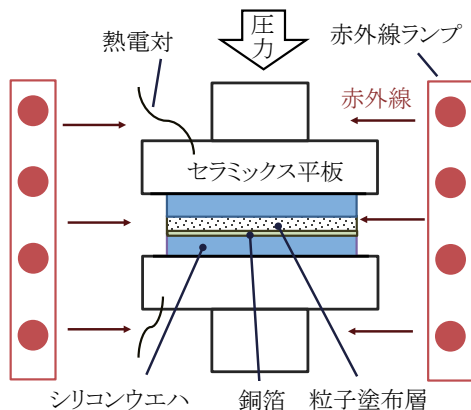 圧力
熱電対
赤外線ランプ
赤外線
セラミックス平板
シリコンウエハ
銅箔
粒子塗布層